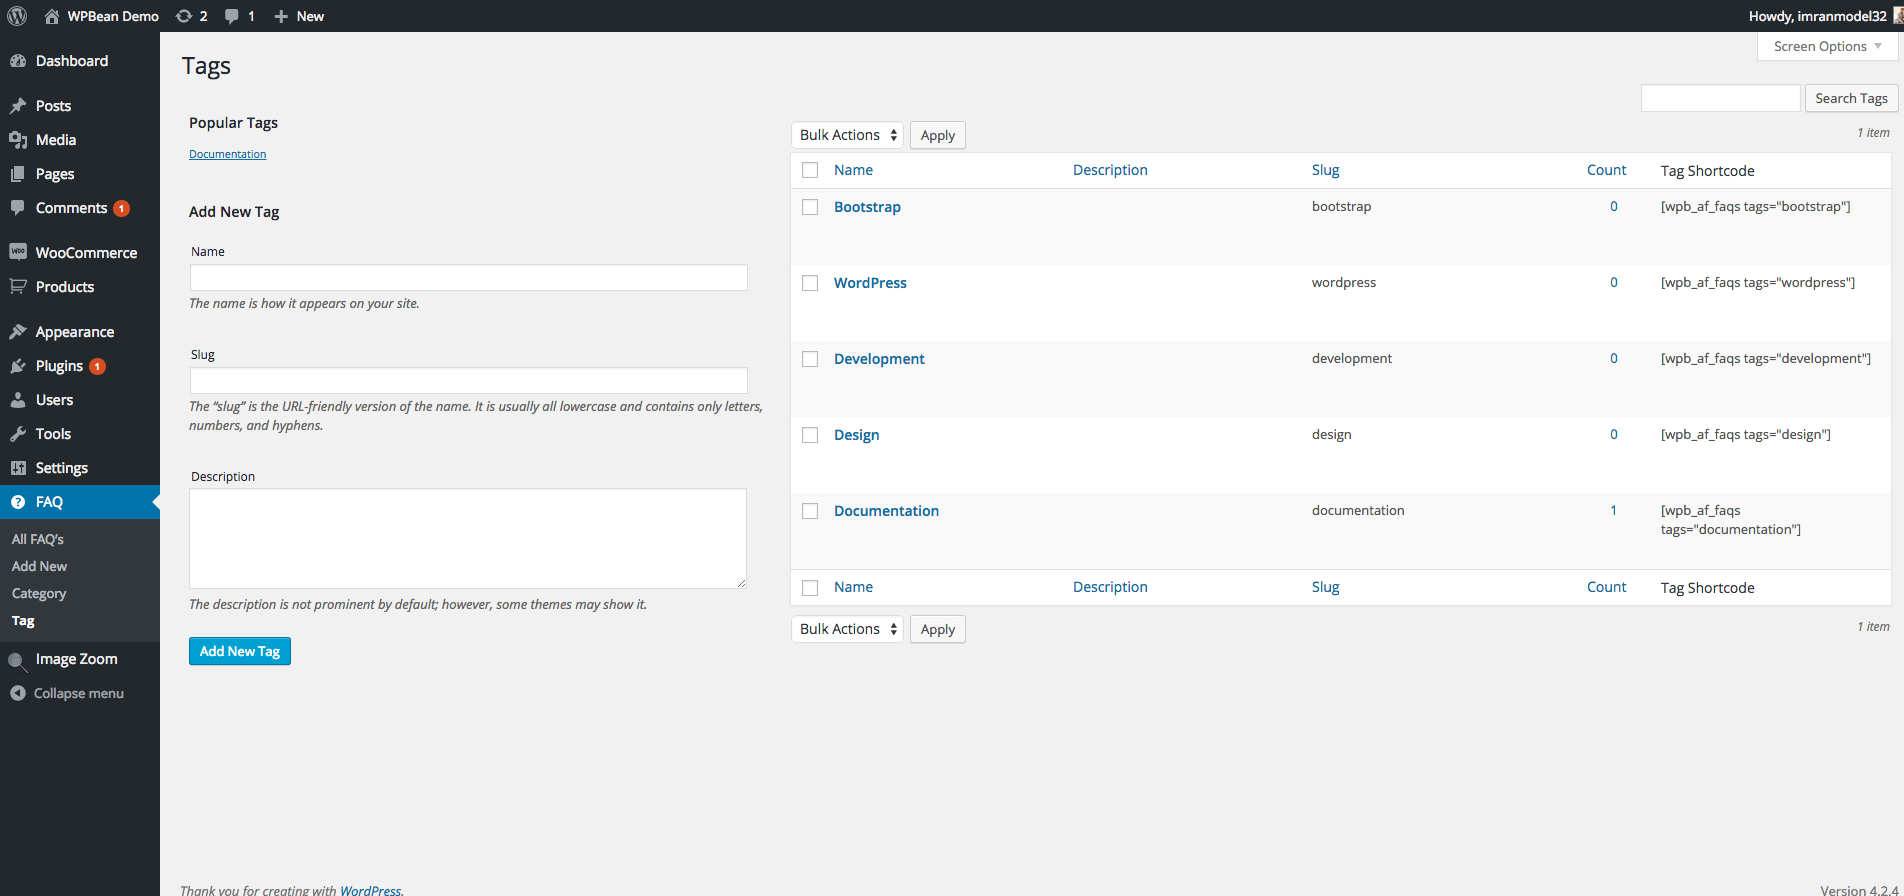 WPBean Demo 2 1 New Howdy, imranmodel32
Dashboard
Posts
Media
Pages
Comments 1
WooCommerce
Products
Appearance
Plugins 1
Users
Tools
Settings
FAQ
All FAQ's
Add New
Category
Tag
Image Zoom
Collapse menu
Screen Options
Tags
Search Tags
Popular Tags
Documentation
Add New Tag
Name
The name is how it appears on your site.
Slug
The “slug” is the URL-friendly version of the name. It is usually all lowercase and contains only letters,
numbers, and hyphens.
Description
The description is not prominent by default; however, some themes may show it.
Add New Tag
Bulk Actions Apply 1 item
Name Description Slug Count Tag Shortcode
Bootstrap bootstrap 0 [wpb_af_faqs tags="bootstrap"]
WordPress wordpress 0 [wpb_af_faqs tags="wordpress"]
Development development 0 [wpb_af_faqs tags="development"]
Design design 0 [wpb_af_faqs tags="design"]
Documentation documentation 1 [wpb_af_faqs
tags="documentation"]
Name Description Slug Count Tag Shortcode
Bulk Actions Apply 1 item
Thank you for creating with WordPress. Version 4.2.4